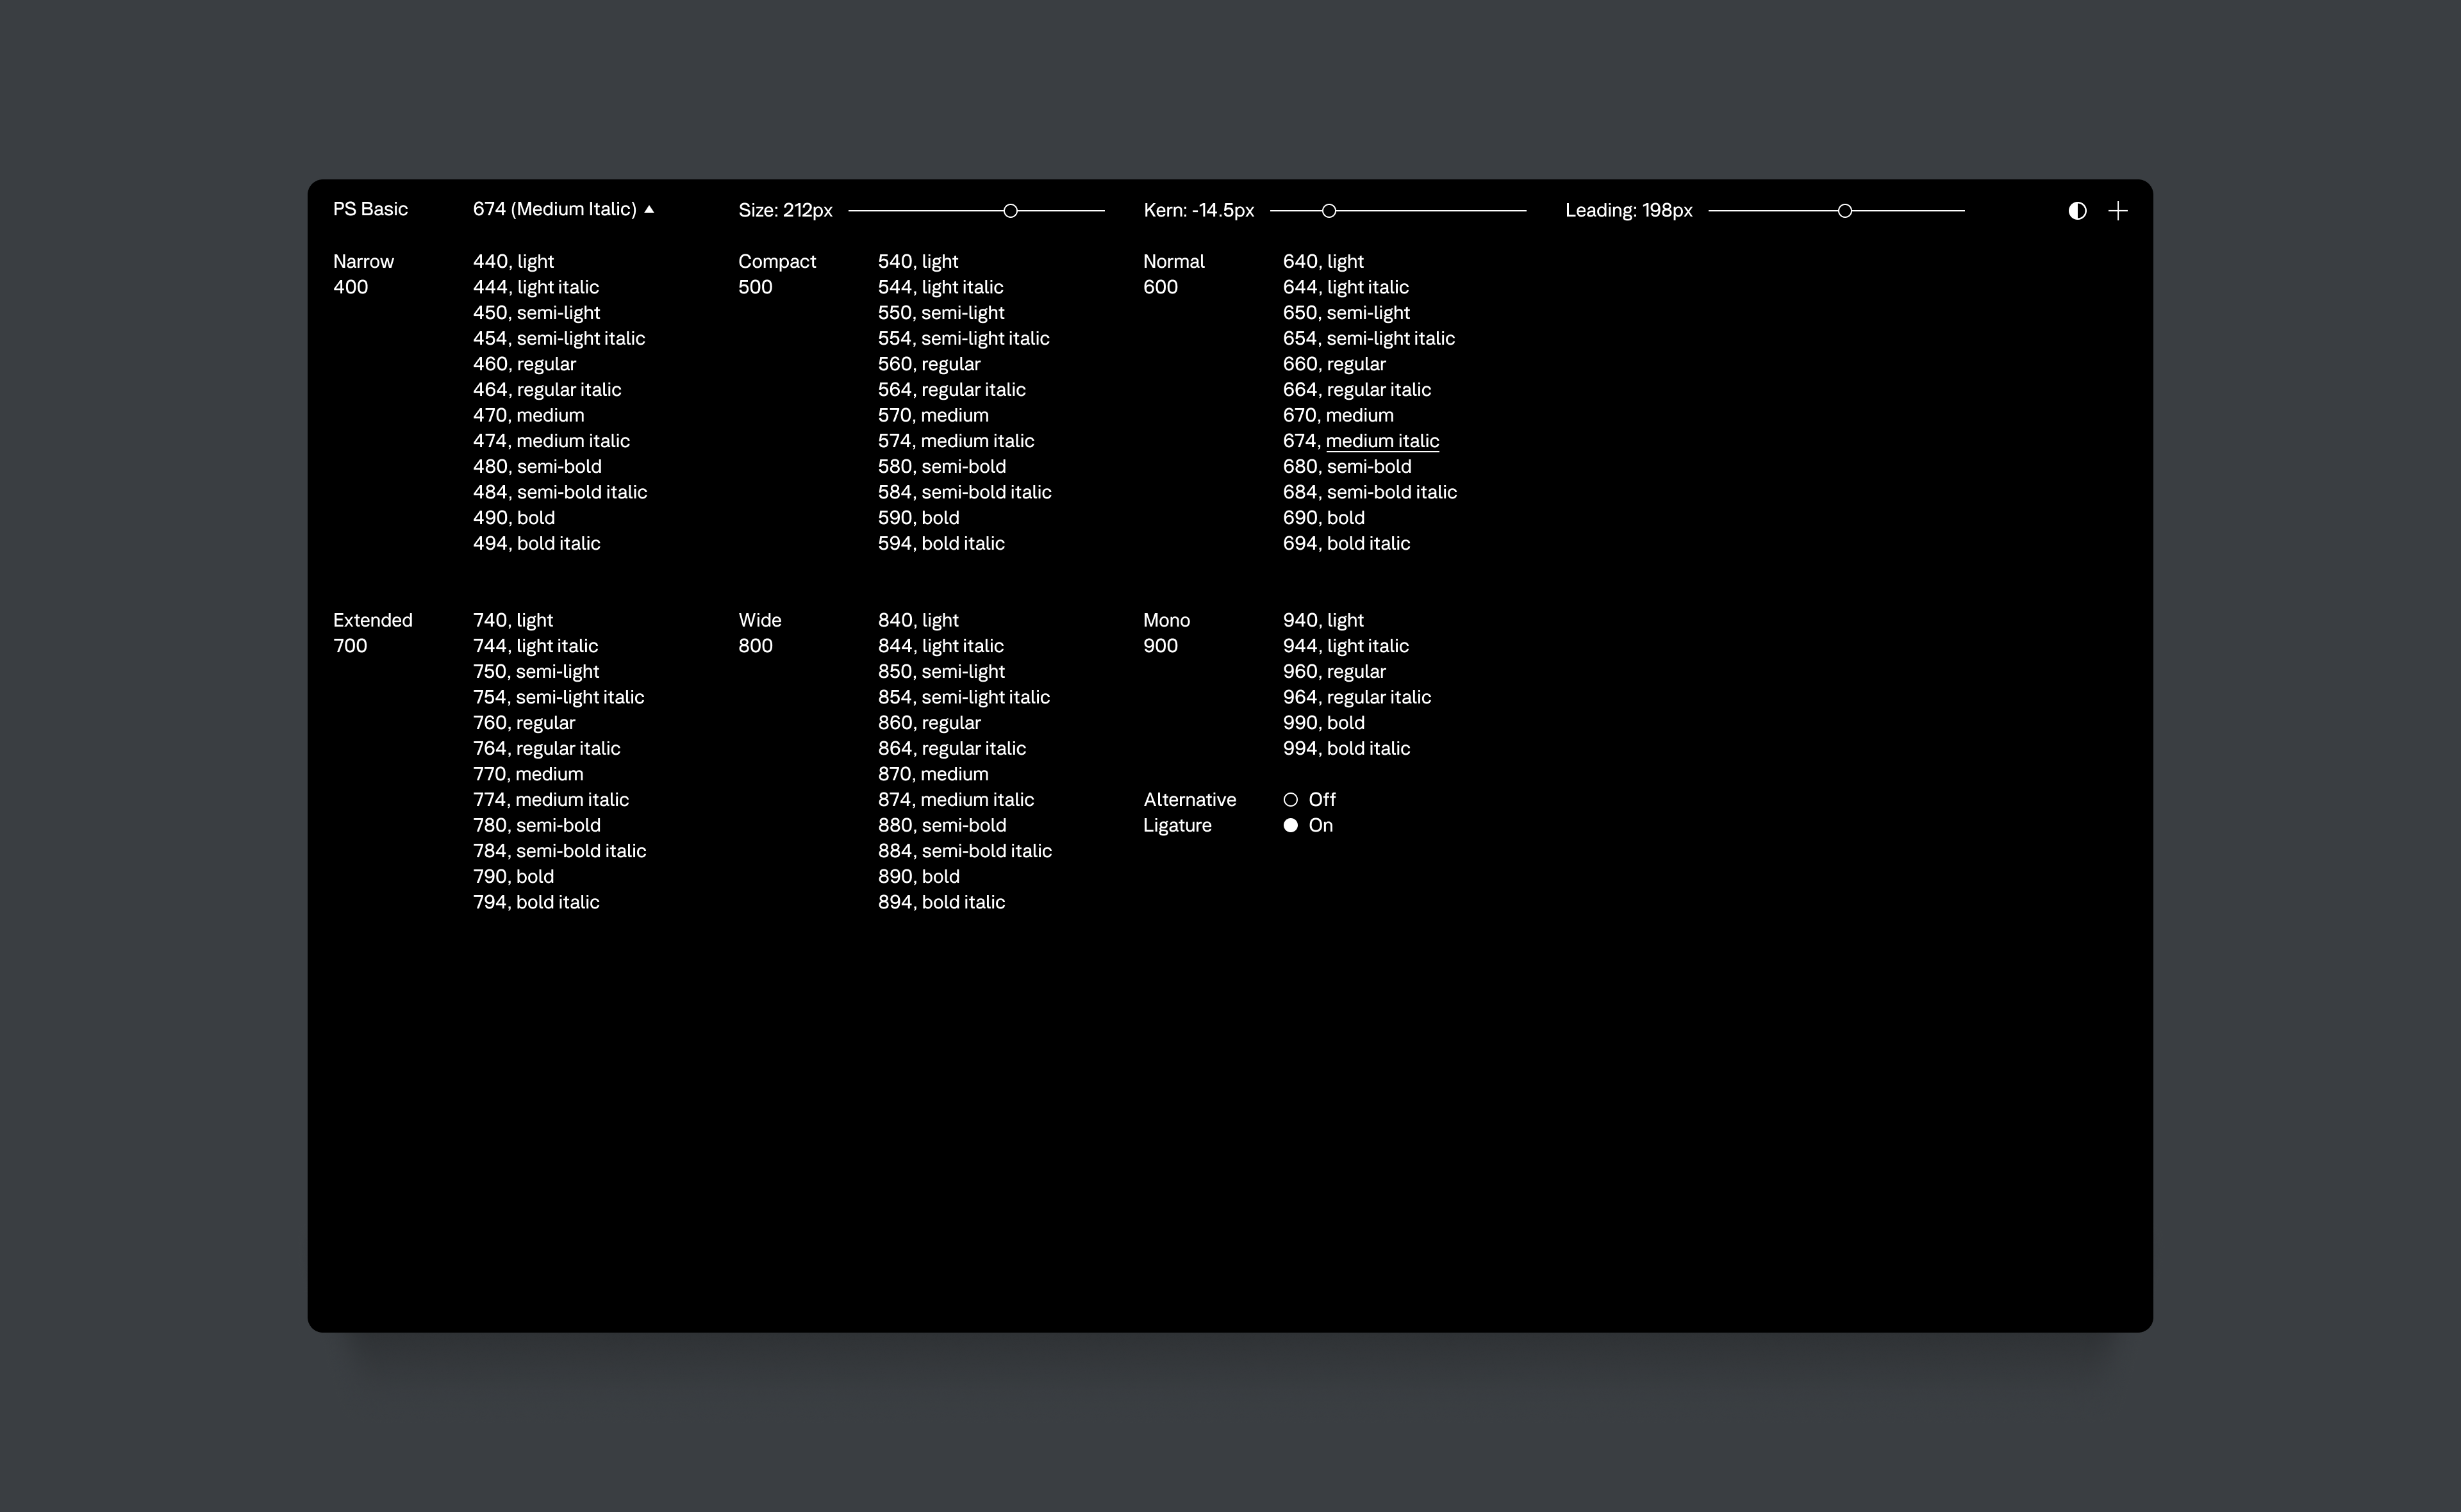 PS Basic
674 (Medium Italic)
Size: 212px
Kern: -14.5px
Leading: 198px
Narrow
400
440, light
444, light italic
450, semi-light
454, semi-light italic
460, regular
464, regular italic
470, medium
474, medium italic
480, semi-bold
484, semi-bold italic
490, bold
494, bold italic
Compact
500
540, light
544, light italic
550, semi-light
554, semi-light italic
560, regular
564, regular italic
570, medium
574, medium italic
580, semi-bold
584, semi-bold italic
590, bold
594, bold italic
Normal
600
640, light
644, light italic
650, semi-light
654, semi-light italic
660, regular
664, regular italic
670, medium
674, medium italic
680, semi-bold
684, semi-bold italic
690, bold
694, bold italic
Extended
700
740, light
744, light italic
750, semi-light
754, semi-light italic
760, regular
764, regular italic
770, medium
774, medium italic
780, semi-bold
784, semi-bold italic
790, bold
794, bold italic
Wide
800
840, light
844, light italic
850, semi-light
854, semi-light italic
860, regular
864, regular italic
870, medium
874, medium italic
880, semi-bold
884, semi-bold italic
890, bold
894, bold italic
Mono
900
940, light
944, light italic
960, regular
964, regular italic
990, bold
994, bold italic
Alternative
Ligature
Off
On